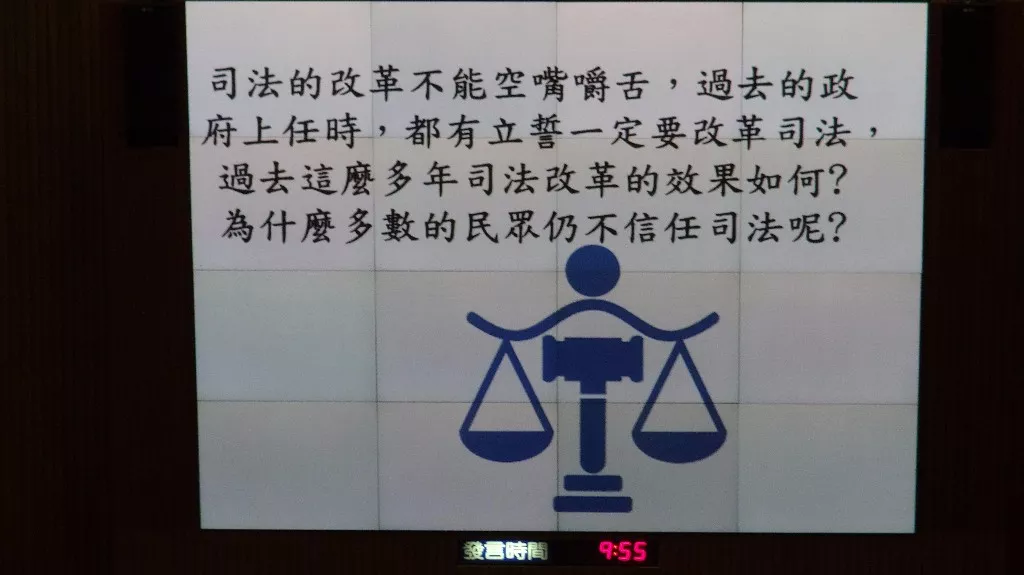 司法的改革不能空嘴嚼舌，過去的政
府上任時，都有立誓一定要改革司法，
過去這麼多年司法改革的效果如何?
為什麼多數的民眾仍不信任司法呢?
發言時間 9:55